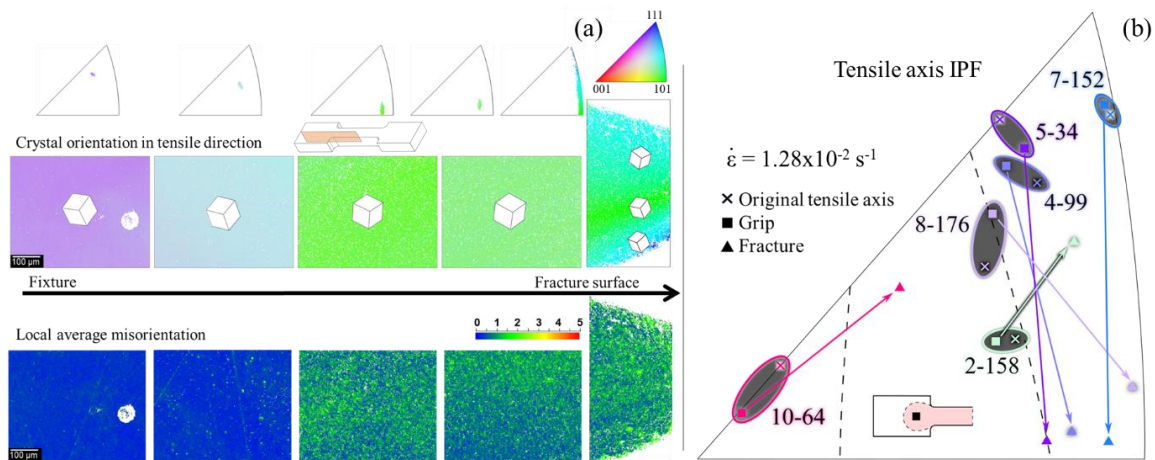 (a)
111
001
101
Crystal orientation in tensile direction
100 µm
Fixture
Fracture surface
Local average misorientation
0 1 2 3 4 5
100 µm
(b)
Tensile axis IPF
7-152
5-34
ε̇ = 1.28x10⁻² s⁻¹
4-99
Original tensile axis
Grip
Fracture
8-176
2-158
10-64